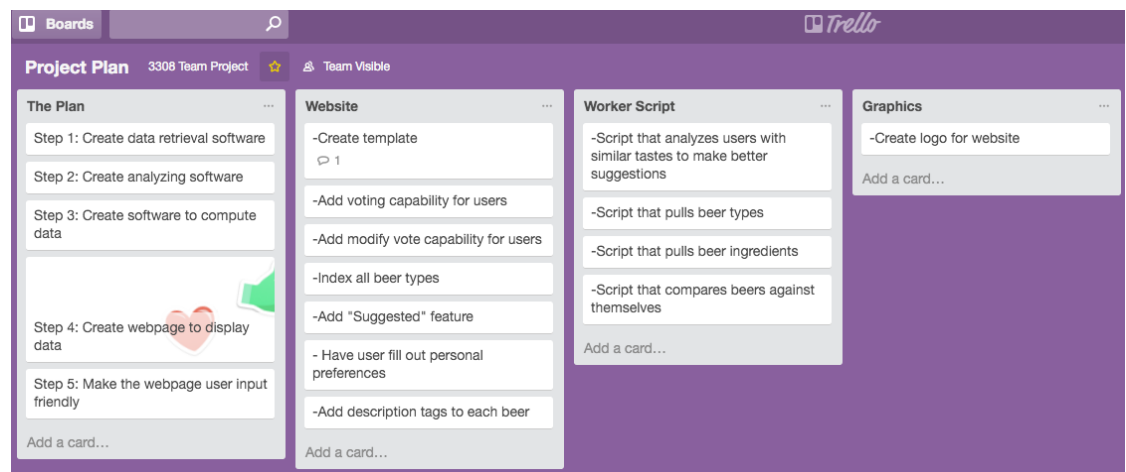 Boards
Trello
Project Plan 3308 Team Project Team Visible
The Plan
Step 1: Create data retrieval software
Step 2: Create analyzing software
Step 3: Create software to compute
data
Step 4: Create webpage to display
data
Step 5: Make the webpage user input
friendly
Add a card...
Website
-Create template
1
-Add voting capability for users
-Add modify vote capability for users
-Index all beer types
-Add "Suggested" feature
- Have user fill out personal
preferences
-Add description tags to each beer
Add a card...
Worker Script
-Script that analyzes users with
similar tastes to make better
suggestions
-Script that pulls beer types
-Script that pulls beer ingredients
-Script that compares beers against
themselves
Add a card...
Graphics
-Create logo for website
Add a card...